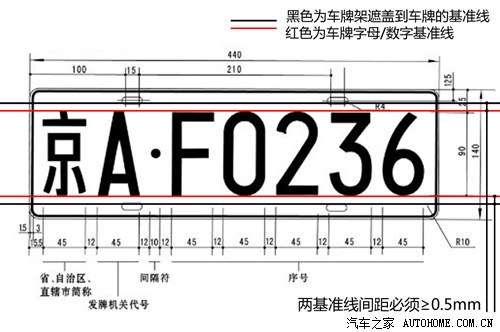 黑色为车牌架遮盖到车牌的基准线
红色为车牌字母/数字基准线
440
100
15
210
125
25
R4
京A·F0236
90
140
15
3
15.5
45
12
45
12
10
12
45
12
45
12
45
12
45
12
45
R10
省、自治区、
直辖市简称
间隔符
序号
发牌机关代号
两基准线间距必须≥0.5mm
汽车之家 AUTOHOME.COM.CN